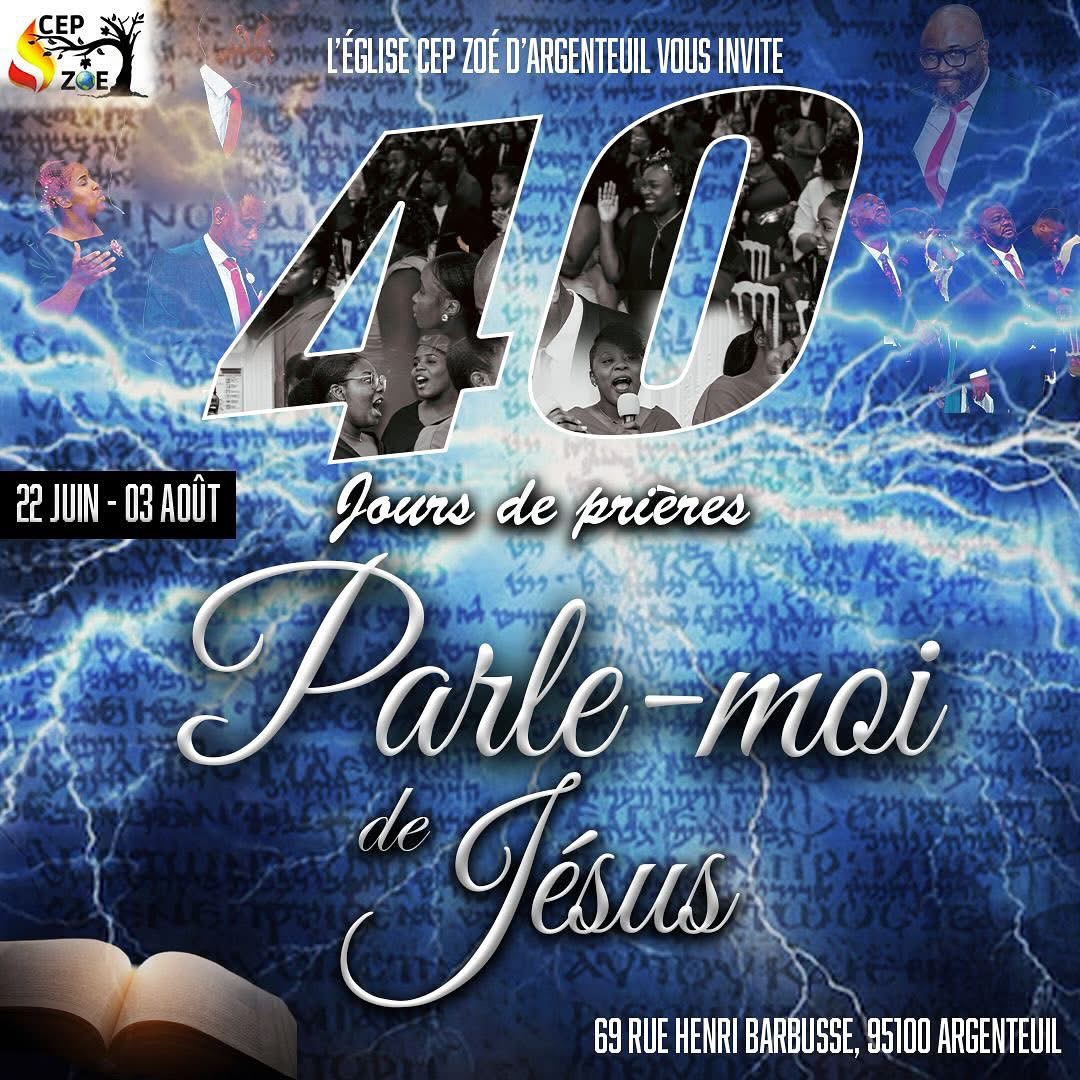 CEP
ZOE
L'ÉGLISE CEP ZOÉ D'ARGENTEUIL VOUS INVITE
40
22 JUIN - 03 AOÛT
Jours de prières
Parle-moi
de Jésus
69 RUE HENRI BARBUSSE, 95100 ARGENTEUIL